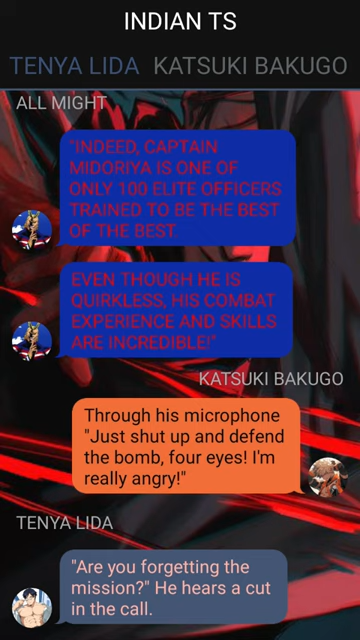 INDIAN TS
TENYA LIDA KATSUKI BAKUGO
ALL MIGHT
"INDEED, CAPTAIN
MIDORIYA IS ONE OF
ONLY 100 ELITE OFFICERS
TRAINED TO BE THE BEST
OF THE BEST.
EVEN THOUGH HE IS
QUIRKLESS, HIS COMBAT
EXPERIENCE AND SKILLS
ARE INCREDIBLE!"
KATSUKI BAKUGO
Through his microphone
"Just shut up and defend
the bomb, four eyes! I'm
really angry!"
TENYA LIDA
"Are you forgetting the
mission?" He hears a cut
in the call.